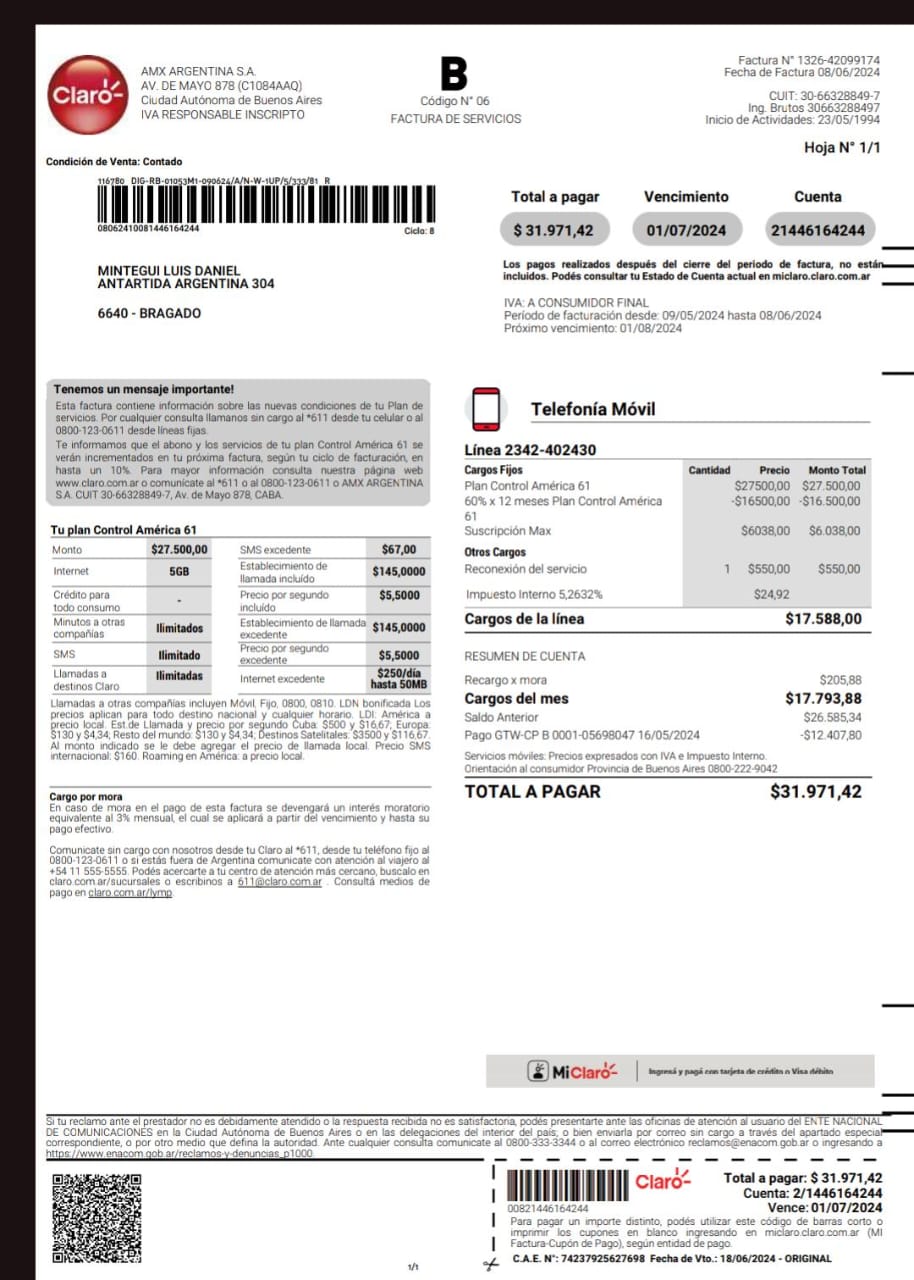 Claro
AMX ARGENTINA S.A.
AV. DE MAYO 878 (C1084AAQ)
Ciudad Autónoma de Buenos Aires
IVA RESPONSABLE INSCRIPTO
B
Código N° 06
FACTURA DE SERVICIOS
Factura N° 1326-42099174
Fecha de Factura 08/06/2024
CUIT: 30-66328849-7
Ing. Brutos 30663288497
Inicio de Actividades: 23/05/1994
Hoja N° 1/1
Condición de Venta: Contado
116780 DIG-RB-01053M1-090624/A/N-W-1UP/5/333/81 R
08062410081446164244
Ciclo: 8
MINTEGUI LUIS DANIEL
ANTARTIDA ARGENTINA 304
6640 - BRAGADO
Total a pagar Vencimiento Cuenta
$ 31.971,42 01/07/2024 21446164244
Los pagos realizados después del cierre del periodo de factura, no están
incluidos. Podés consultar tu Estado de Cuenta actual en miclaro.claro.com.ar
IVA: A CONSUMIDOR FINAL
Período de facturación desde: 09/05/2024 hasta 08/06/2024
Próximo vencimiento: 01/08/2024
Tenemos un mensaje importante!
Esta factura contiene información sobre las nuevas condiciones de tu Plan de
servicios. Por cualquier consulta llamanos sin cargo al *611 desde tu celular o al
0800-123-0611 desde líneas fijas.
Te informamos que el abono y los servicios de tu plan Control América 61 se
verán incrementados en tu próxima factura, según tu ciclo de facturación, en
hasta un 10%. Para mayor información consulta nuestra página web
www.claro.com.ar o comunícate al *611 o al 0800-123-0611 o AMX ARGENTINA
S.A. CUIT 30-66328849-7, Av. de Mayo 878, CABA.
Tu plan Control América 61
Monto $27.500,00 SMS excedente $67,00
Internet 5GB Establecimiento de llamada incluído $145,0000
Crédito para todo consumo - Precio por segundo incluído $5,5000
Minutos a otras compañías Ilimitados Establecimiento de llamada excedente $145,0000
SMS Ilimitado Precio por segundo excedente $5,5000
Llamadas a destinos Claro Ilimitadas Internet excedente $250/día hasta 50MB
Llamadas a otras compañías incluyen Móvil, Fijo, 0800, 0810. LDN bonificada Los
precios aplican para todo destino nacional y cualquier horario. LDI: América a
precio local. Est.de Llamada y precio por segundo Cuba: $500 y $16,67; Europa:
$130 y $4,34; Resto del mundo: $130 y $4,34; Destinos Satelitales: $3500 y $116,67.
Al monto indicado se le debe agregar el precio de llamada local. Precio SMS
internacional: $160. Roaming en América: a precio local.
Cargo por mora
En caso de mora en el pago de esta factura se devengará un interés moratorio
equivalente al 3% mensual, el cual se aplicará a partir del vencimiento y hasta su
pago efectivo.
Comunicate sin cargo con nosotros desde tu Claro al *611, desde tu teléfono fijo al
0800-123-0611 o si estás fuera de Argentina comunicate con atención al viajero al
+54 11 555-5555. Podés acercarte a tu centro de atención más cercano, buscalo en
claro.com.ar/sucursales o escribinos a 611@claro.com.ar . Consultá medios de
pago en claro.com.ar/lymp.
Telefonía Móvil
Línea 2342-402430
Cargos Fijos Cantidad Precio Monto Total
Plan Control América 61 $27500,00 $27.500,00
60% x 12 meses Plan Control América -$16500,00 -$16.500,00
61
Suscripción Max $6038,00 $6.038,00
Otros Cargos
Reconexión del servicio 1 $550,00 $550,00
Impuesto Interno 5,2632% $24,92
Cargos de la línea $17.588,00
RESUMEN DE CUENTA
Recargo x mora $205,88
Cargos del mes $17.793,88
Saldo Anterior $26.585,34
Pago GTW-CP B 0001-05698047 16/05/2024 -$12.407,80
Servicios móviles: Precios expresados con IVA e Impuesto Interno.
Orientación al consumidor Provincia de Buenos Aires 0800-222-9042
TOTAL A PAGAR $31.971,42
MiClaro Ingresá y pagá con tarjeta de crédito o Visa débito
Si tu reclamo ante el prestador no es debidamente atendido o la respuesta recibida no es satisfactoria, podés presentarte ante las oficinas de atención al usuario del ENTE NACIONAL
DE COMUNICACIONES en la Ciudad Autónoma de Buenos Aires o en las delegaciones del interior del país; o bien enviarla por correo sin cargo a través del apartado especial
correspondiente, o por otro medio que defina la autoridad. Ante cualquier consulta comunicate al 0800-333-3344 o al correo electrónico reclamos@enacom.gob.ar o ingresando a
https://www.enacom.gob.ar/reclamos-y-denuncias_p1000.
Claro
00821446164244
Total a pagar: $ 31.971,42
Cuenta: 2/1446164244
Vence: 01/07/2024
Para pagar un importe distinto, podés utilizar este código de barras corto o
imprimir los cupones en blanco ingresando en miclaro.claro.com.ar (MI
Factura-Cupón de Pago), según entidad de pago.
C.A.E. N°: 74237925627698 Fecha de Vto.: 18/06/2024 - ORIGINAL
1/1